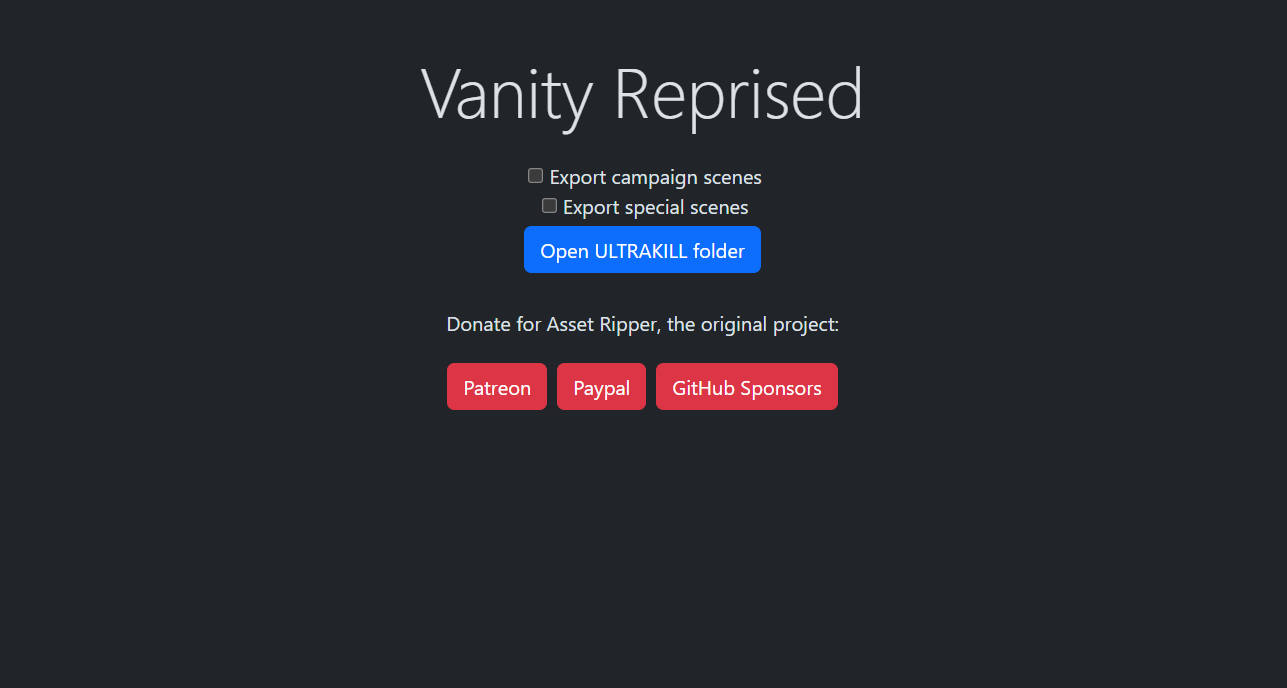 Vanity Reprised
Export campaign scenes
Export special scenes
Open ULTRAKILL folder
Donate for Asset Ripper, the original project:
Patreon Paypal GitHub Sponsors